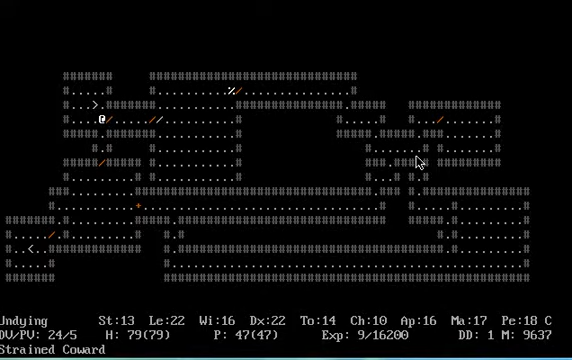 Undying St:13 Le:22 Wi:16 Dx:22 To:14 Ch:10 Ap:16 Ma:17 Pe:18 C
DV/PV: 24/5 H: 79(79) P: 47(47) Exp: 9/16200 DD: 1 M: 9637
Strained Coward